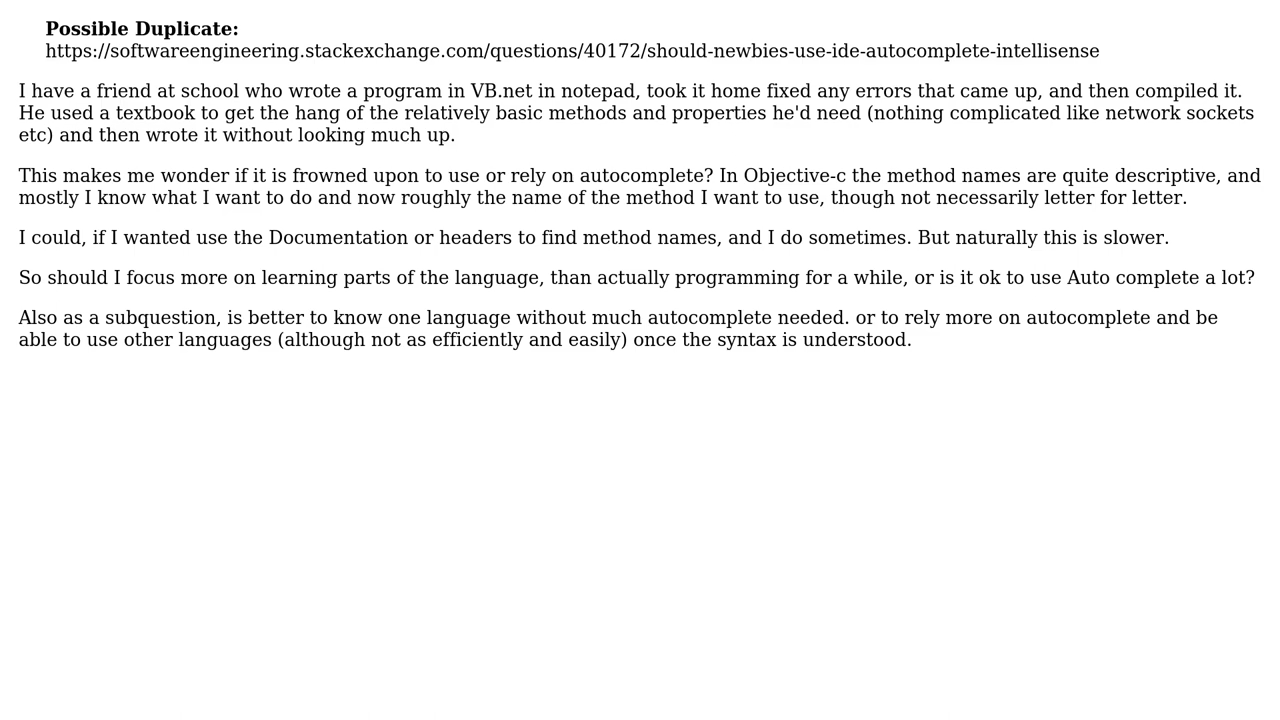 Possible Duplicate:
https://softwareengineering.stackexchange.com/questions/40172/should-newbies-use-ide-autocomplete-intellisense
I have a friend at school who wrote a program in VB.net in notepad, took it home fixed any errors that came up, and then compiled it.
He used a textbook to get the hang of the relatively basic methods and properties he'd need (nothing complicated like network sockets
etc) and then wrote it without looking much up.
This makes me wonder if it is frowned upon to use or rely on autocomplete? In Objective-c the method names are quite descriptive, and
mostly I know what I want to do and now roughly the name of the method I want to use, though not necessarily letter for letter.
I could, if I wanted use the Documentation or headers to find method names, and I do sometimes. But naturally this is slower.
So should I focus more on learning parts of the language, than actually programming for a while, or is it ok to use Auto complete a lot?
Also as a subquestion, is better to know one language without much autocomplete needed. or to rely more on autocomplete and be
able to use other languages (although not as efficiently and easily) once the syntax is understood.